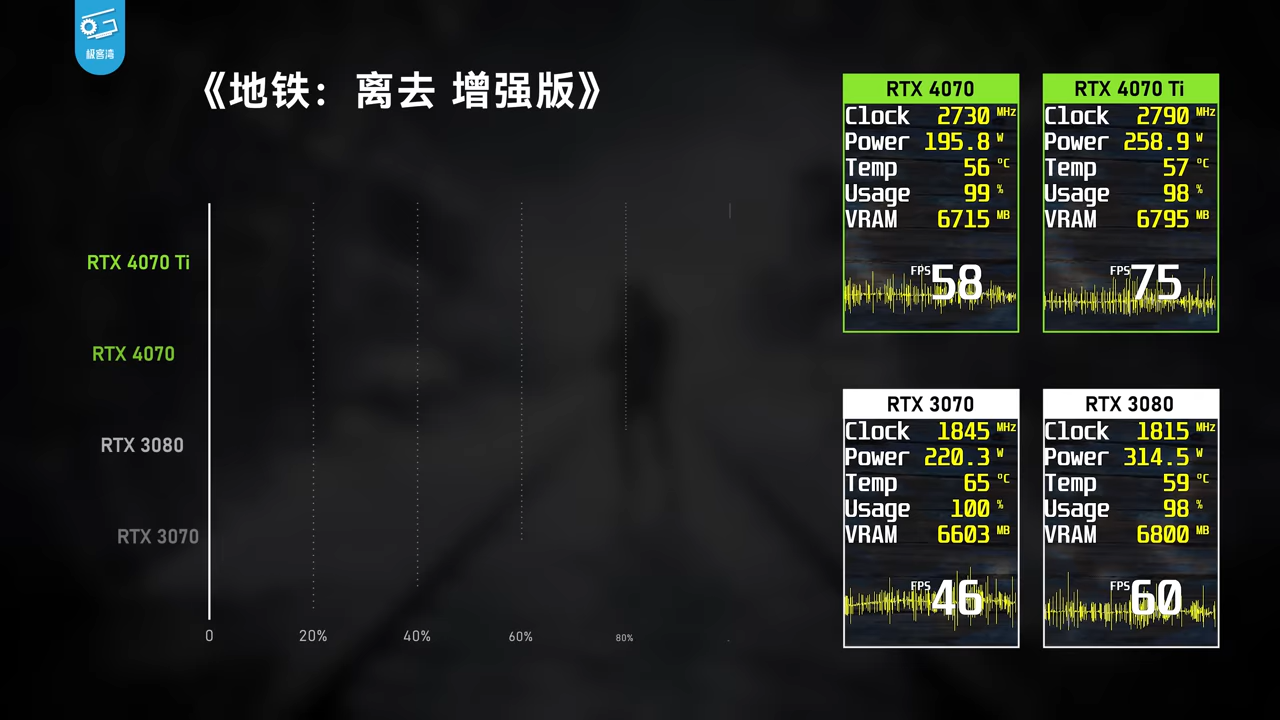 极客湾
《地铁：离去 增强版》
RTX 4070 Ti
RTX 4070
RTX 3080
RTX 3070
0 20% 40% 60% 80%
RTX 4070
Clock 2730 MHz
Power 195.8 W
Temp 56 °C
Usage 99 %
VRAM 6715 MB
FPS 58
RTX 4070 Ti
Clock 2790 MHz
Power 258.9 W
Temp 57 °C
Usage 98 %
VRAM 6795 MB
FPS 75
RTX 3070
Clock 1845 MHz
Power 220.3 W
Temp 65 °C
Usage 100 %
VRAM 6603 MB
FPS 46
RTX 3080
Clock 1815 MHz
Power 314.5 W
Temp 59 °C
Usage 98 %
VRAM 6800 MB
FPS 60